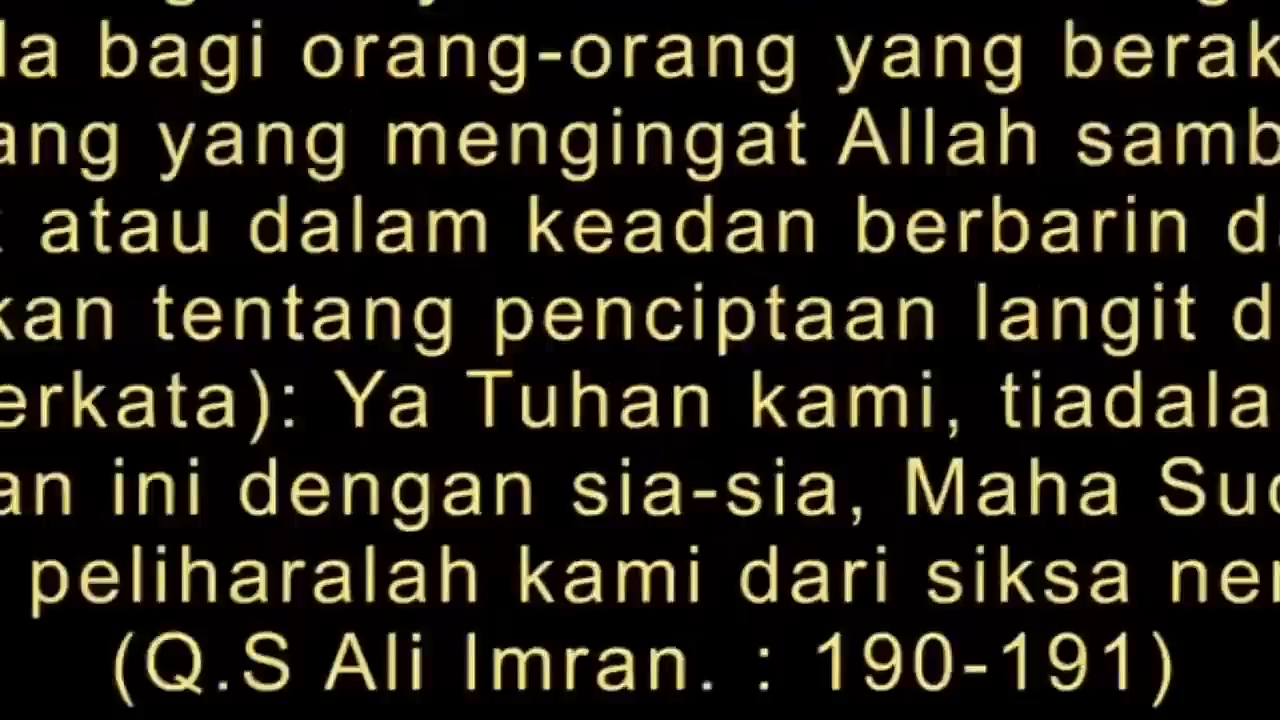 la bagi orang-orang yang berak
ang yang mengingat Allah samb
atau dalam keadan berbarin d
kan tentang penciptaan langit d
erkata): Ya Tuhan kami, tiadala
an ini dengan sia-sia, Maha Suc
peliharalah kami dari siksa ner
(Q.S Ali Imran. : 190-191)